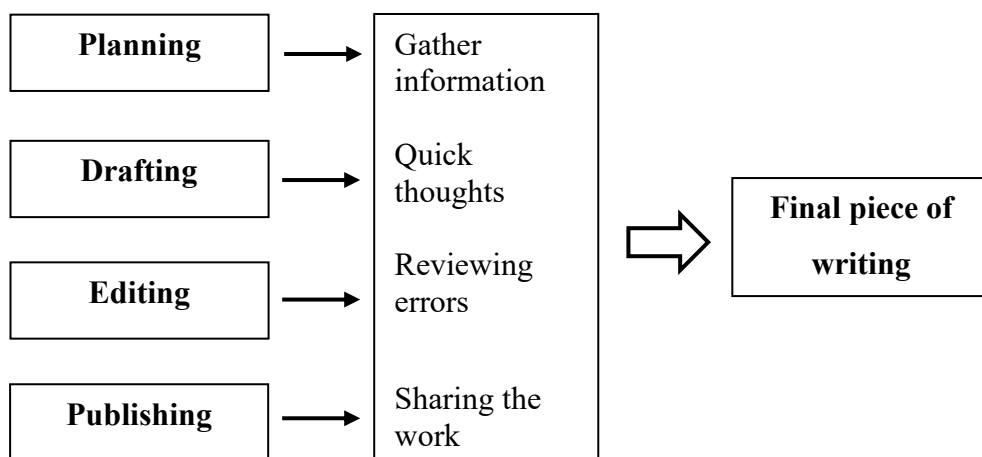 Planning
Gather
information
Drafting
Quick
thoughts
Editing
Reviewing
errors
Publishing
Sharing the
work
Final piece of
writing